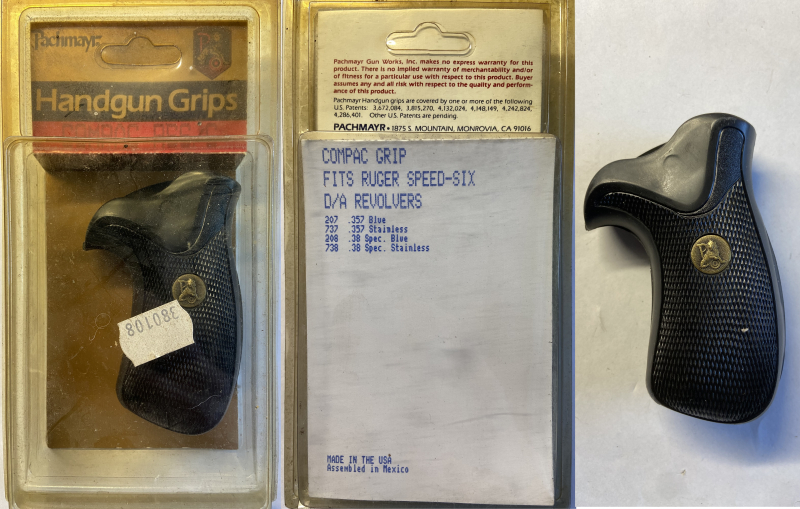 Pachmayr
Handgun Grips
380108
Pachmayr Gun Works, Inc. makes no express warranty for this
product. There is no implied warranty of merchantability and/or
of fitness for a particular use with respect to this product. Buyer
assumes any and all risk with respect to the quality and perform-
ance of this product.
Pachmayr Handgun grips are covered by one or more of the following
U.S. Patents: 3,672,084, 3,815,270, 4,132,024, 4,148,149, 4,242,824,
4,286,401. Other U.S. Patents are pending.
PACHMAYR • 1875 S. MOUNTAIN, MONROVIA, CA 91016
COMPAC GRIP
FITS RUGER SPEED-SIX
D/A REVOLVERS
207 .357 Blue
737 .357 Stainless
208 .38 Spec. Blue
738 .38 Spec. Stainless
MADE IN THE USA
Assembled in Mexico